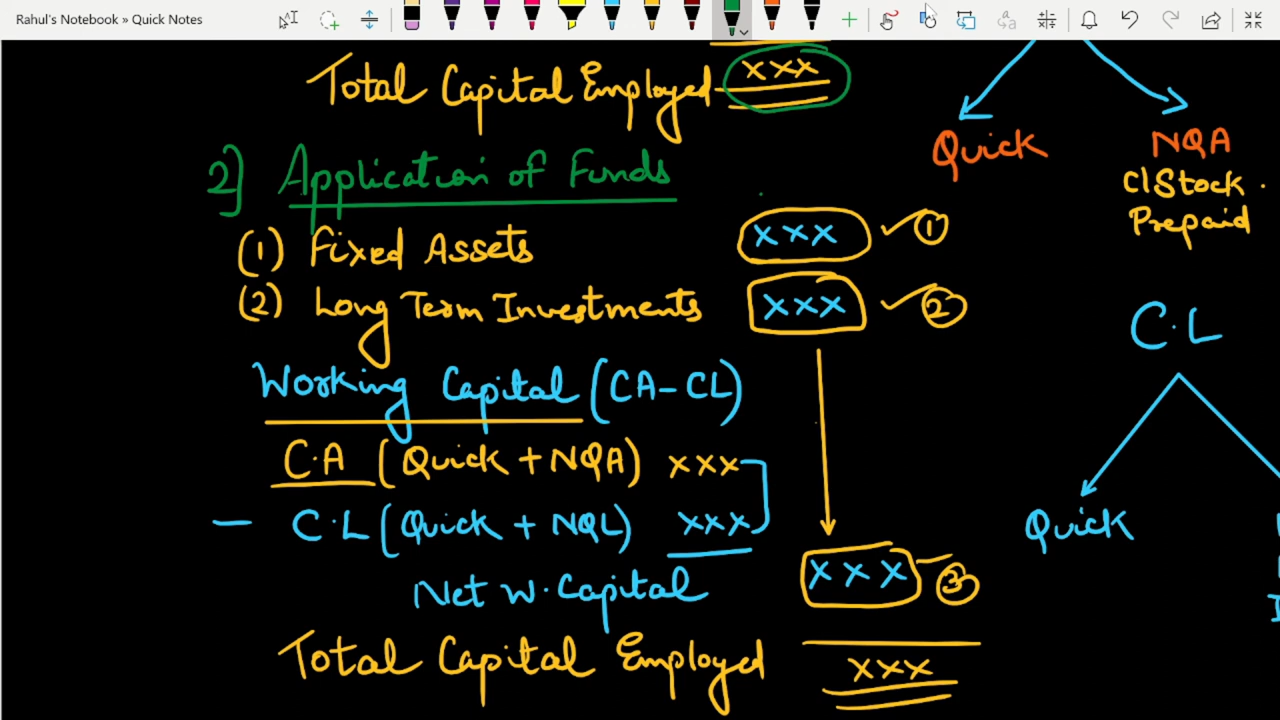 Rahul's Notebook » Quick Notes
Total Capital Employed xxx
2) Application of Funds
(1) Fixed Assets xxx ✓ 1
(2) Long Term Investments xxx ✓ 2
Working Capital (CA-CL)
C.A (Quick + NQA) xxx
- C.L (Quick + NQL) xxx
Net W.Capital xxx 3
Total Capital Employed xxx
Quick
NQA
ClStock
Prepaid
C.L
Quick